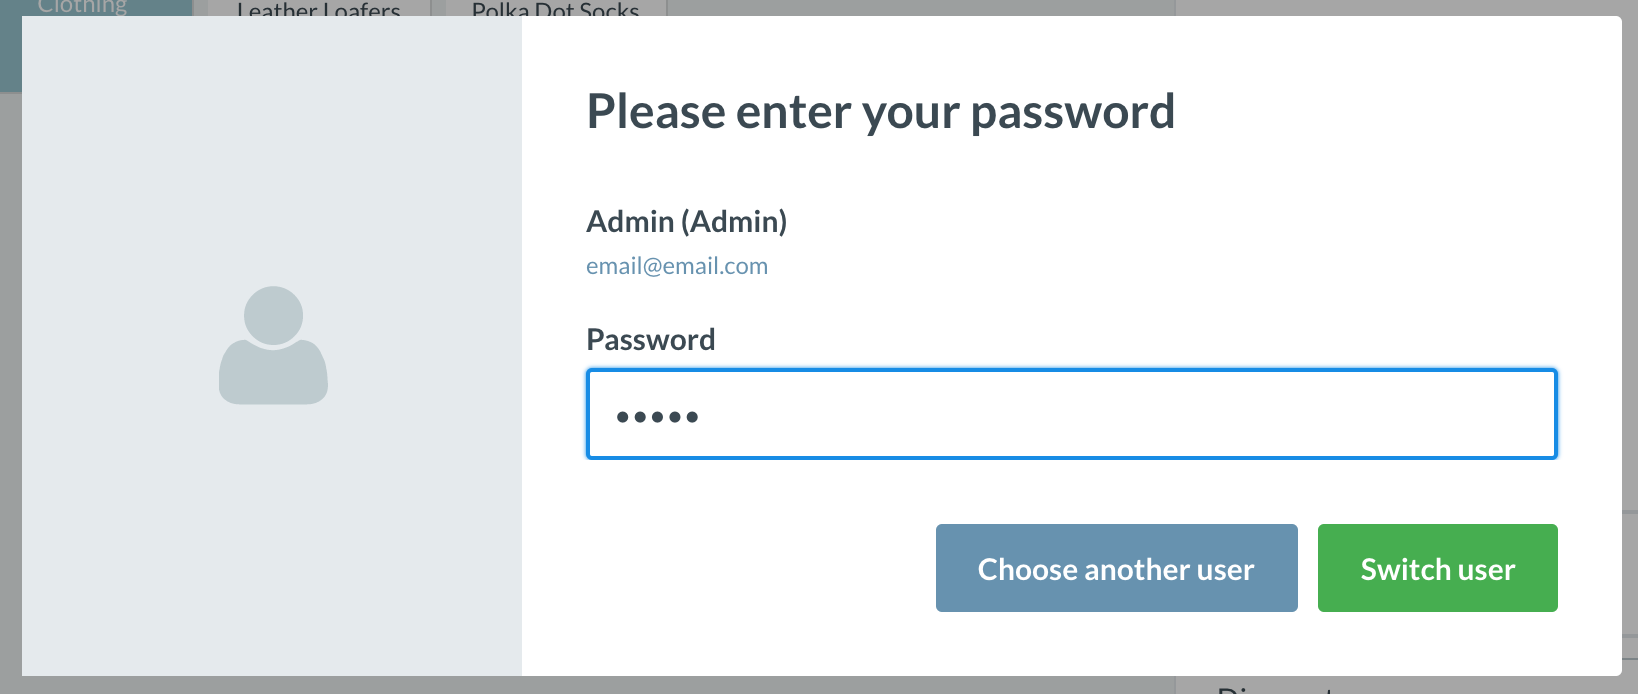 Clothing
Leather Loafers
Polka Dot Socks
Please enter your password
Admin (Admin)
email@email.com
Password
•••••
Choose another user
Switch user